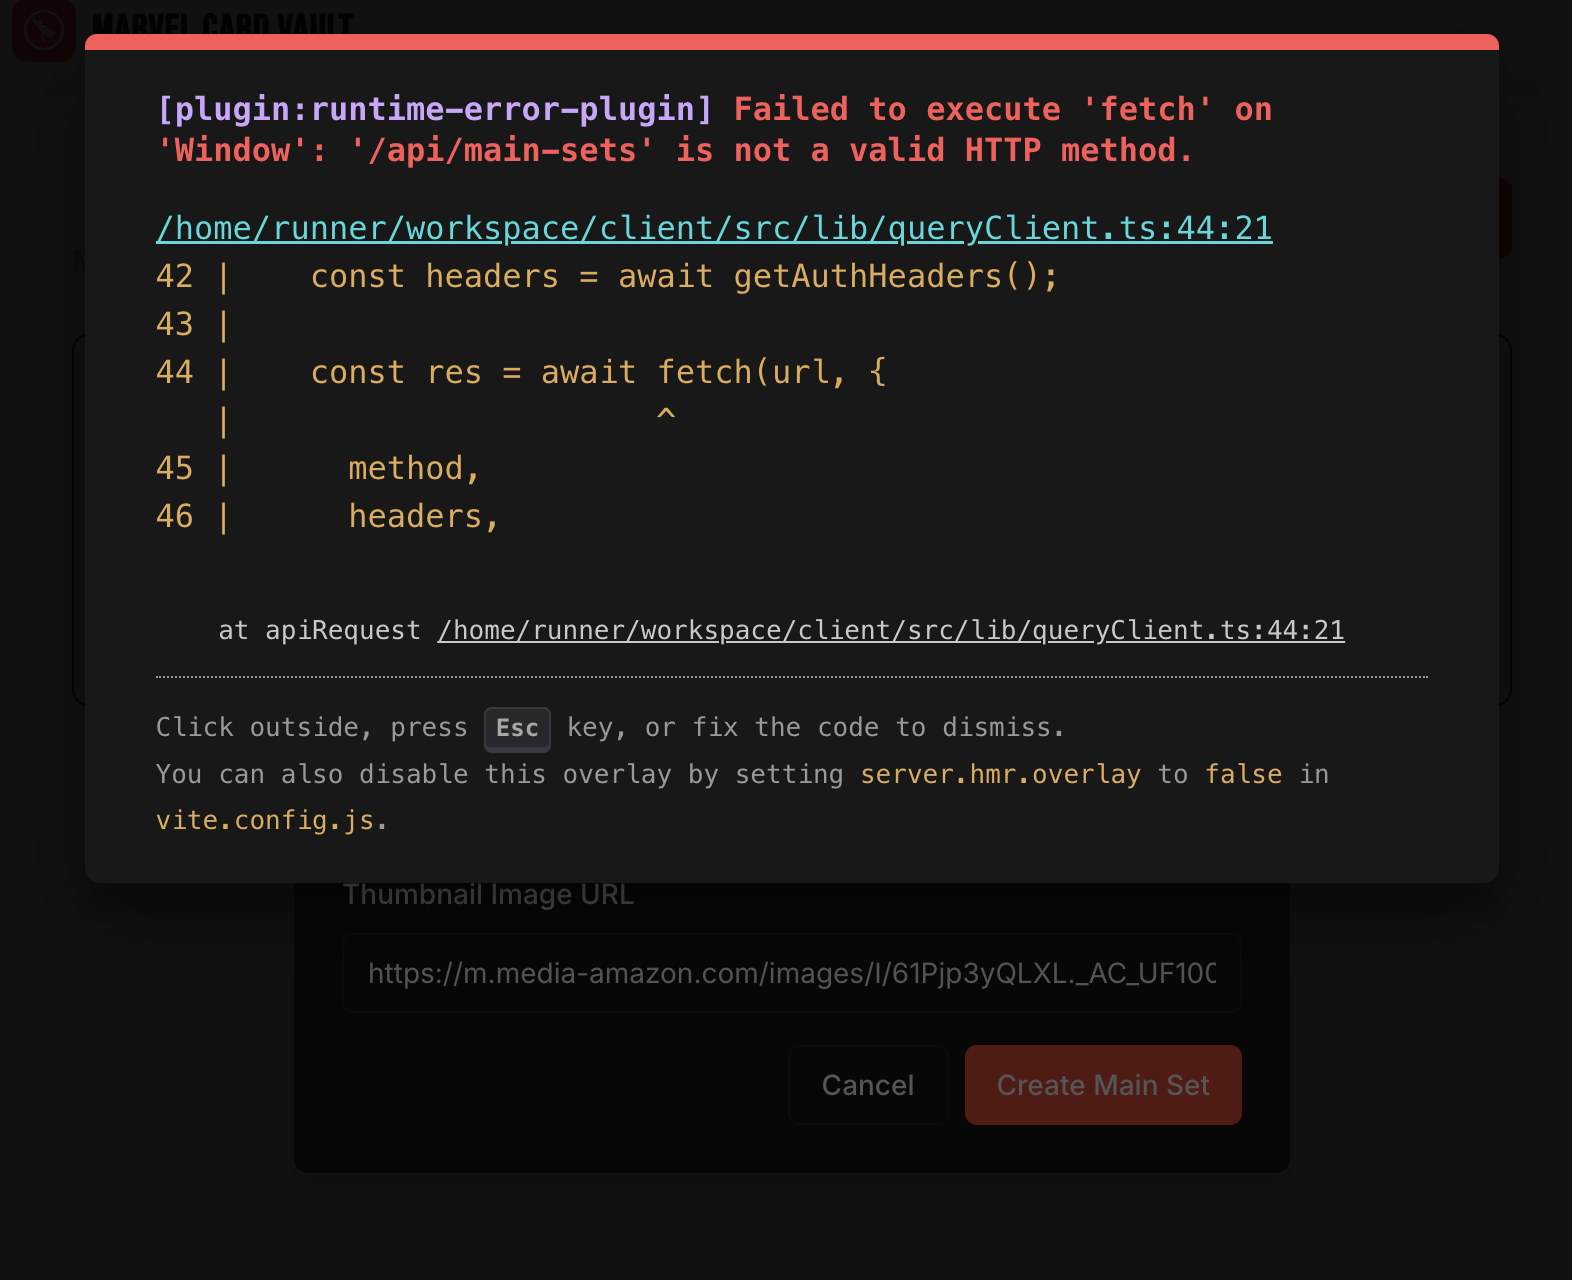 MARVEL CARD VAULT
[plugin:runtime-error-plugin] Failed to execute 'fetch' on
'Window': '/api/main-sets' is not a valid HTTP method.
/home/runner/workspace/client/src/lib/queryClient.ts:44:21
42 |    const headers = await getAuthHeaders();
43 |
44 |    const res = await fetch(url, {
   |                      ^
45 |      method,
46 |      headers,
at apiRequest /home/runner/workspace/client/src/lib/queryClient.ts:44:21
Click outside, press Esc key, or fix the code to dismiss.
You can also disable this overlay by setting server.hmr.overlay to false in
vite.config.js.
Thumbnail Image URL
https://m.media-amazon.com/images/I/61Pjp3yQLXL._AC_UF100
Cancel Create Main Set